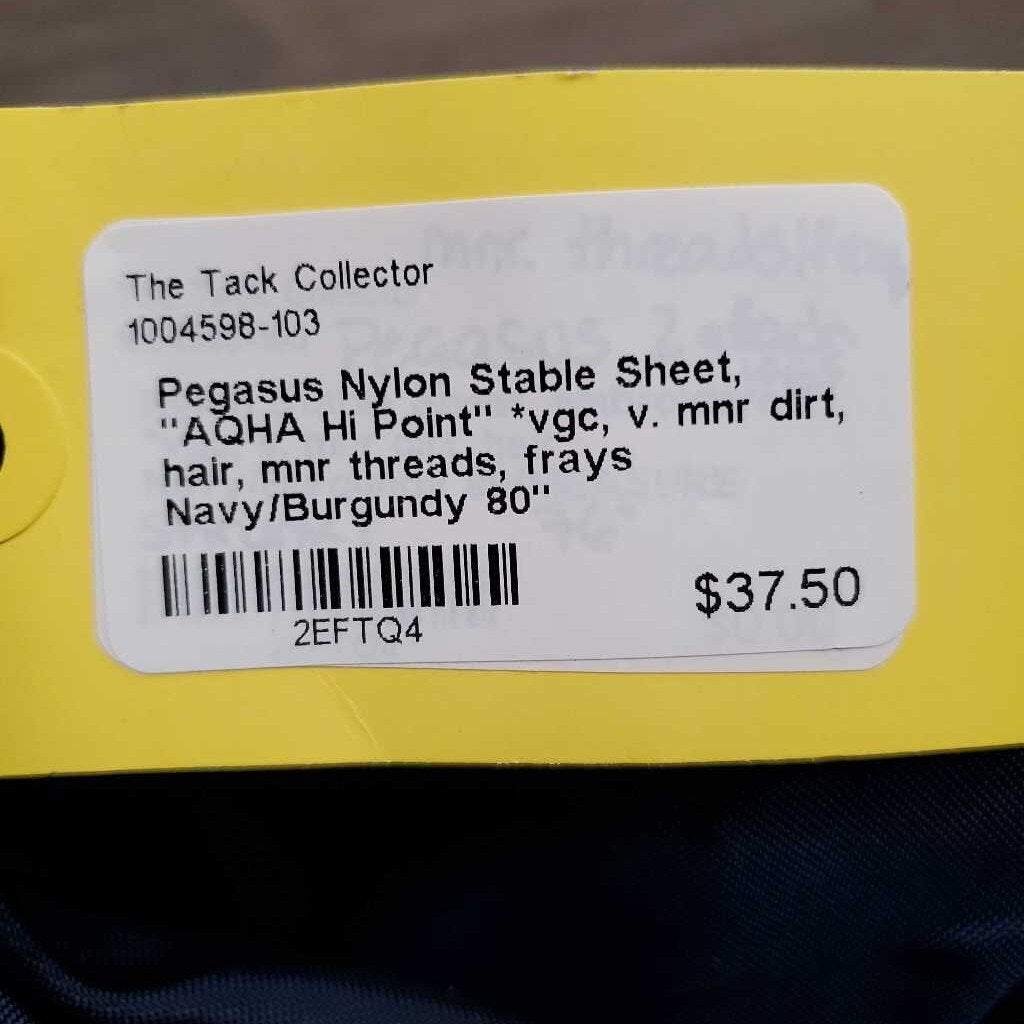 The Tack Collector
1004598-103
Pegasus Nylon Stable Sheet,
"AQHA Hi Point" *vgc, v. mnr dirt,
hair, mnr threads, frays
Navy/Burgundy 80"
$37.50
2EFTQ4